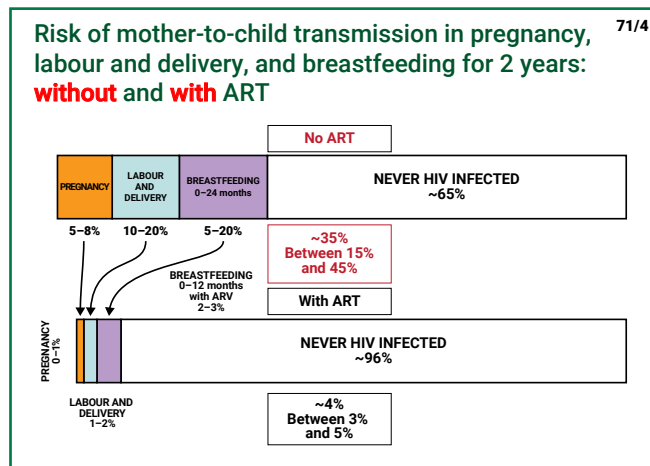 71/4
Risk of mother-to-child transmission in pregnancy,
labour and delivery, and breastfeeding for 2 years:
without and with ART
No ART
PREGNANCY
LABOUR
AND
DELIVERY
BREASTFEEDING
0–24 months
NEVER HIV INFECTED
~65%
5–8%
10–20%
5–20%
~35%
Between 15%
and 45%
BREASTFEEDING
0–12 months
with ARV
2–3%
With ART
PREGNANCY
0–1%
NEVER HIV INFECTED
~96%
LABOUR AND
DELIVERY
1–2%
~4%
Between 3%
and 5%